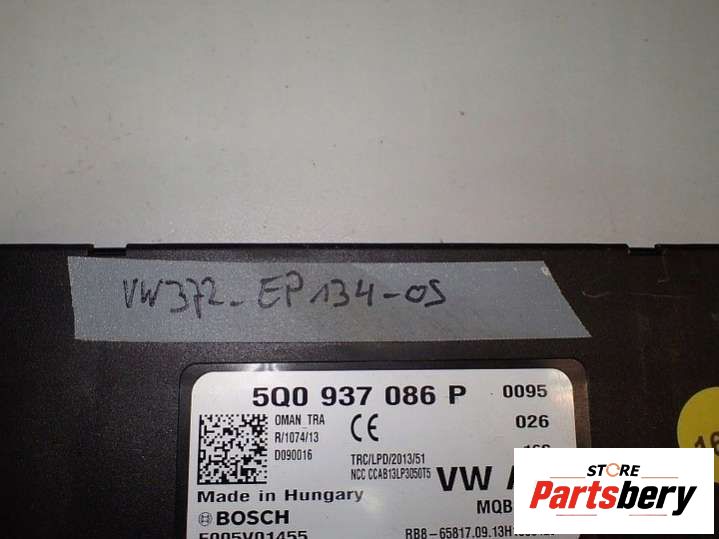 VW372-EP134-OS
5Q0 937 086 P 0095
OMAN_TRA 026
R/1074/13
D090016
TRC/LPD/2013/51
NCC CCAB13LP3050T5
VW
Made in Hungary
MQB
BOSCH
STORE
Partsbery